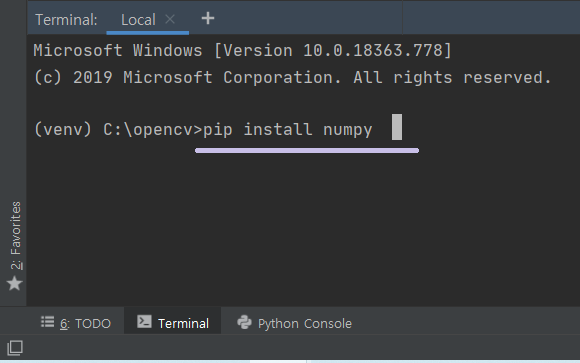 Terminal: Local × +
Microsoft Windows [Version 10.0.18363.778]
(c) 2019 Microsoft Corporation. All rights reserved.
(venv) C:\opencv>pip install numpy
2: Favorites
6: TODO Terminal Python Console